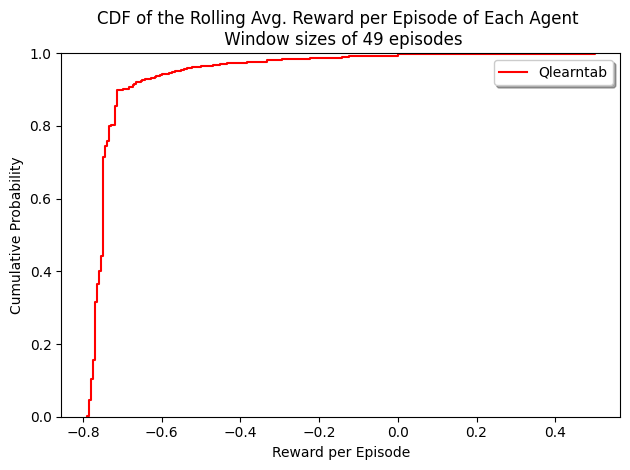 CDF of the Rolling Avg. Reward per Episode of Each Agent
Window sizes of 49 episodes
1.0
0.8
0.6
0.4
0.2
0.0
Cumulative Probability
Qlearntab
−0.8 −0.6 −0.4 −0.2 0.0 0.2 0.4
Reward per Episode